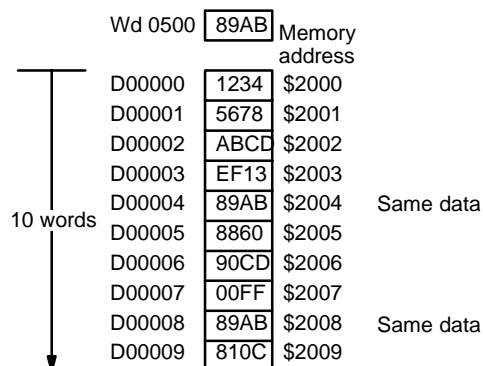 Wd 0500 89AB Memory
address
D00000 1234 $2000
D00001 5678 $2001
D00002 ABCD $2002
D00003 EF13 $2003
D00004 89AB $2004 Same data
10 words
D00005 8860 $2005
D00006 90CD $2006
D00007 00FF $2007
D00008 89AB $2008 Same data
D00009 810C $2009